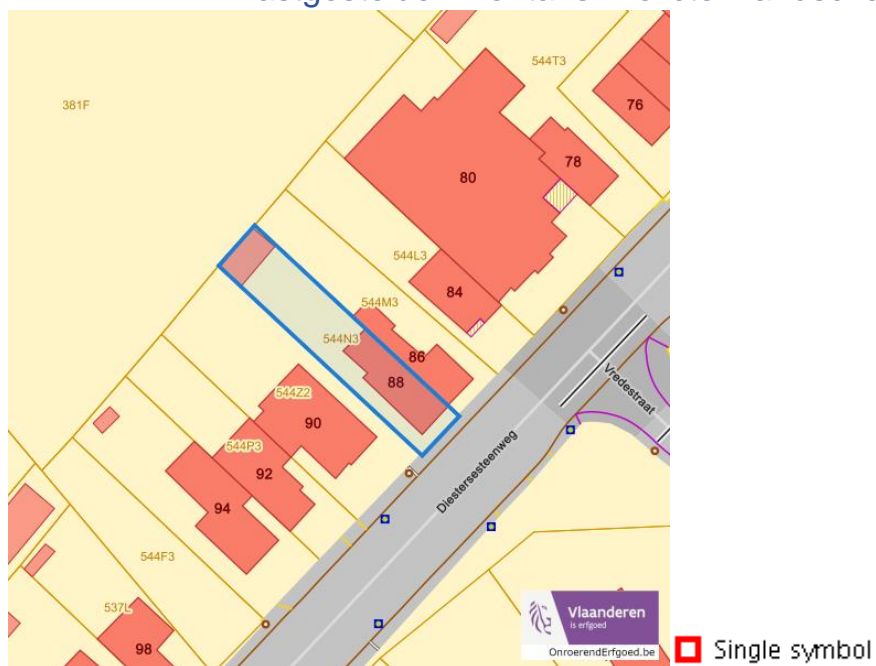 381F
544T3
76
78
80
544L3
84
544M3
544N3
86
88
544Z2
90
Vredestraat
544P3
92
Diestersesteenweg
94
544F3
537L
98
Vlaanderen
is erfgoed
OnroerendErfgoed.be
Single symbol